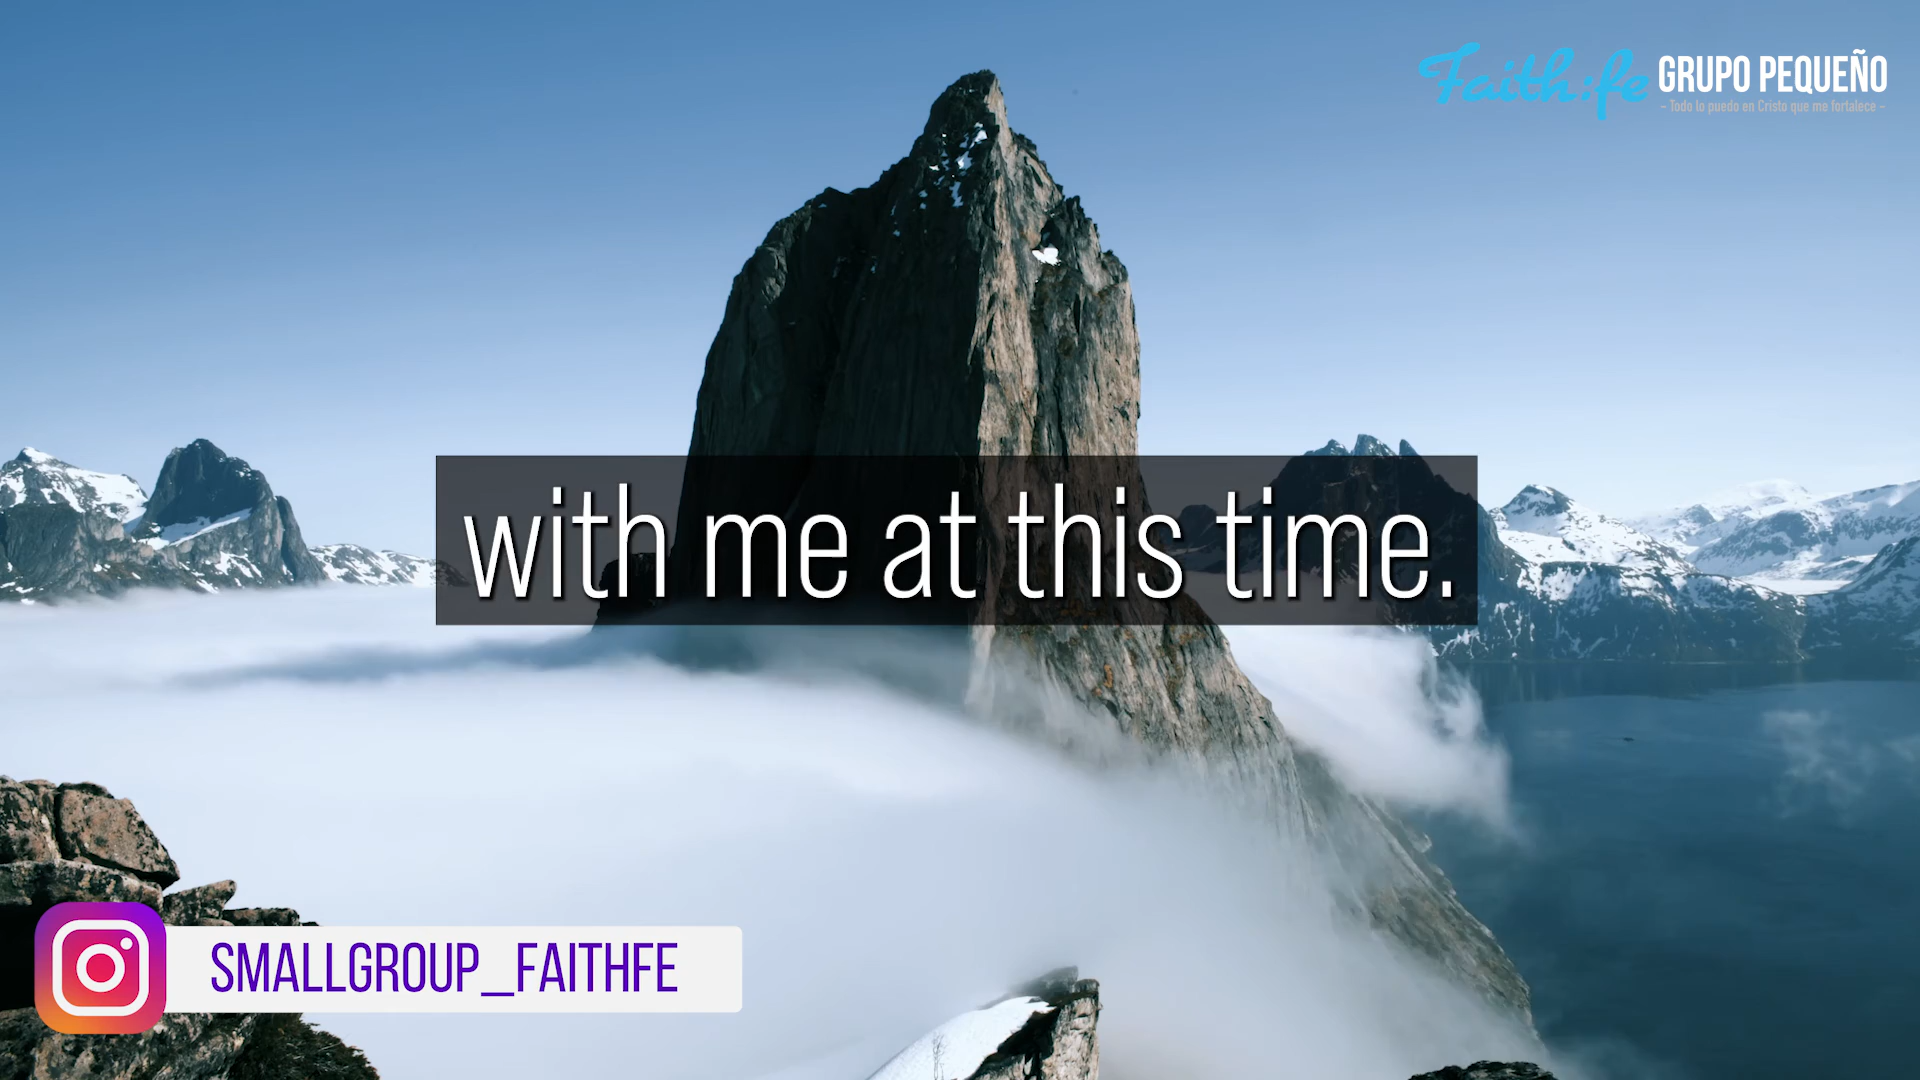 Faith:fe GRUPO PEQUEÑO
- Todo lo puedo en Cristo que me fortalece -
with me at this time.
SMALLGROUP_FAITHFE